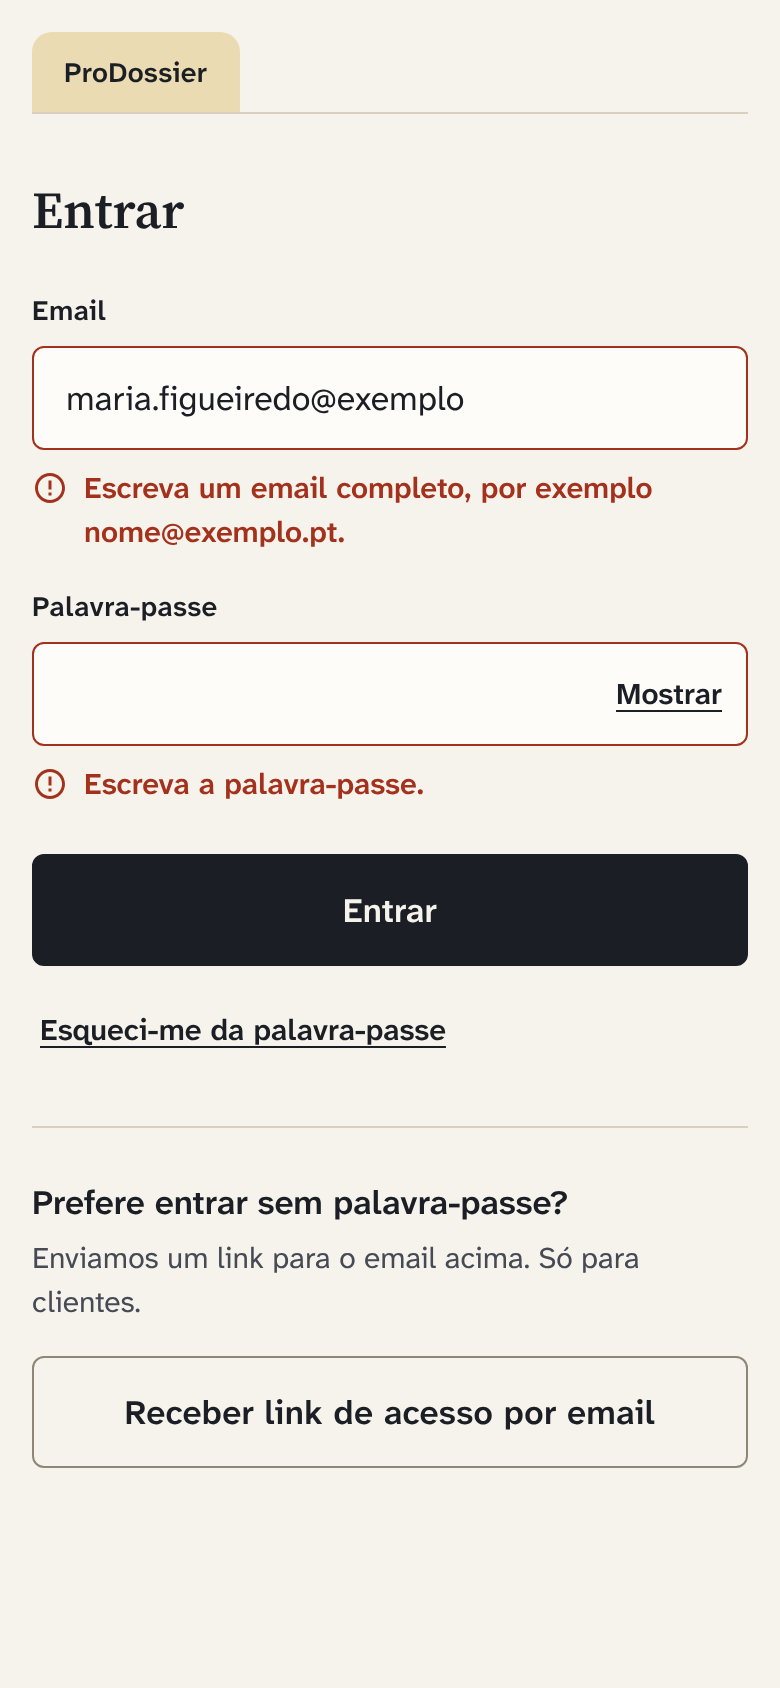 ProDossier
Entrar
Email
maria.figueiredo@exemplo
Escreva um email completo, por exemplo
nome@exemplo.pt.
Palavra-passe
Mostrar
Escreva a palavra-passe.
Entrar
Esqueci-me da palavra-passe
Prefere entrar sem palavra-passe?
Enviamos um link para o email acima. Só para
clientes.
Receber link de acesso por email